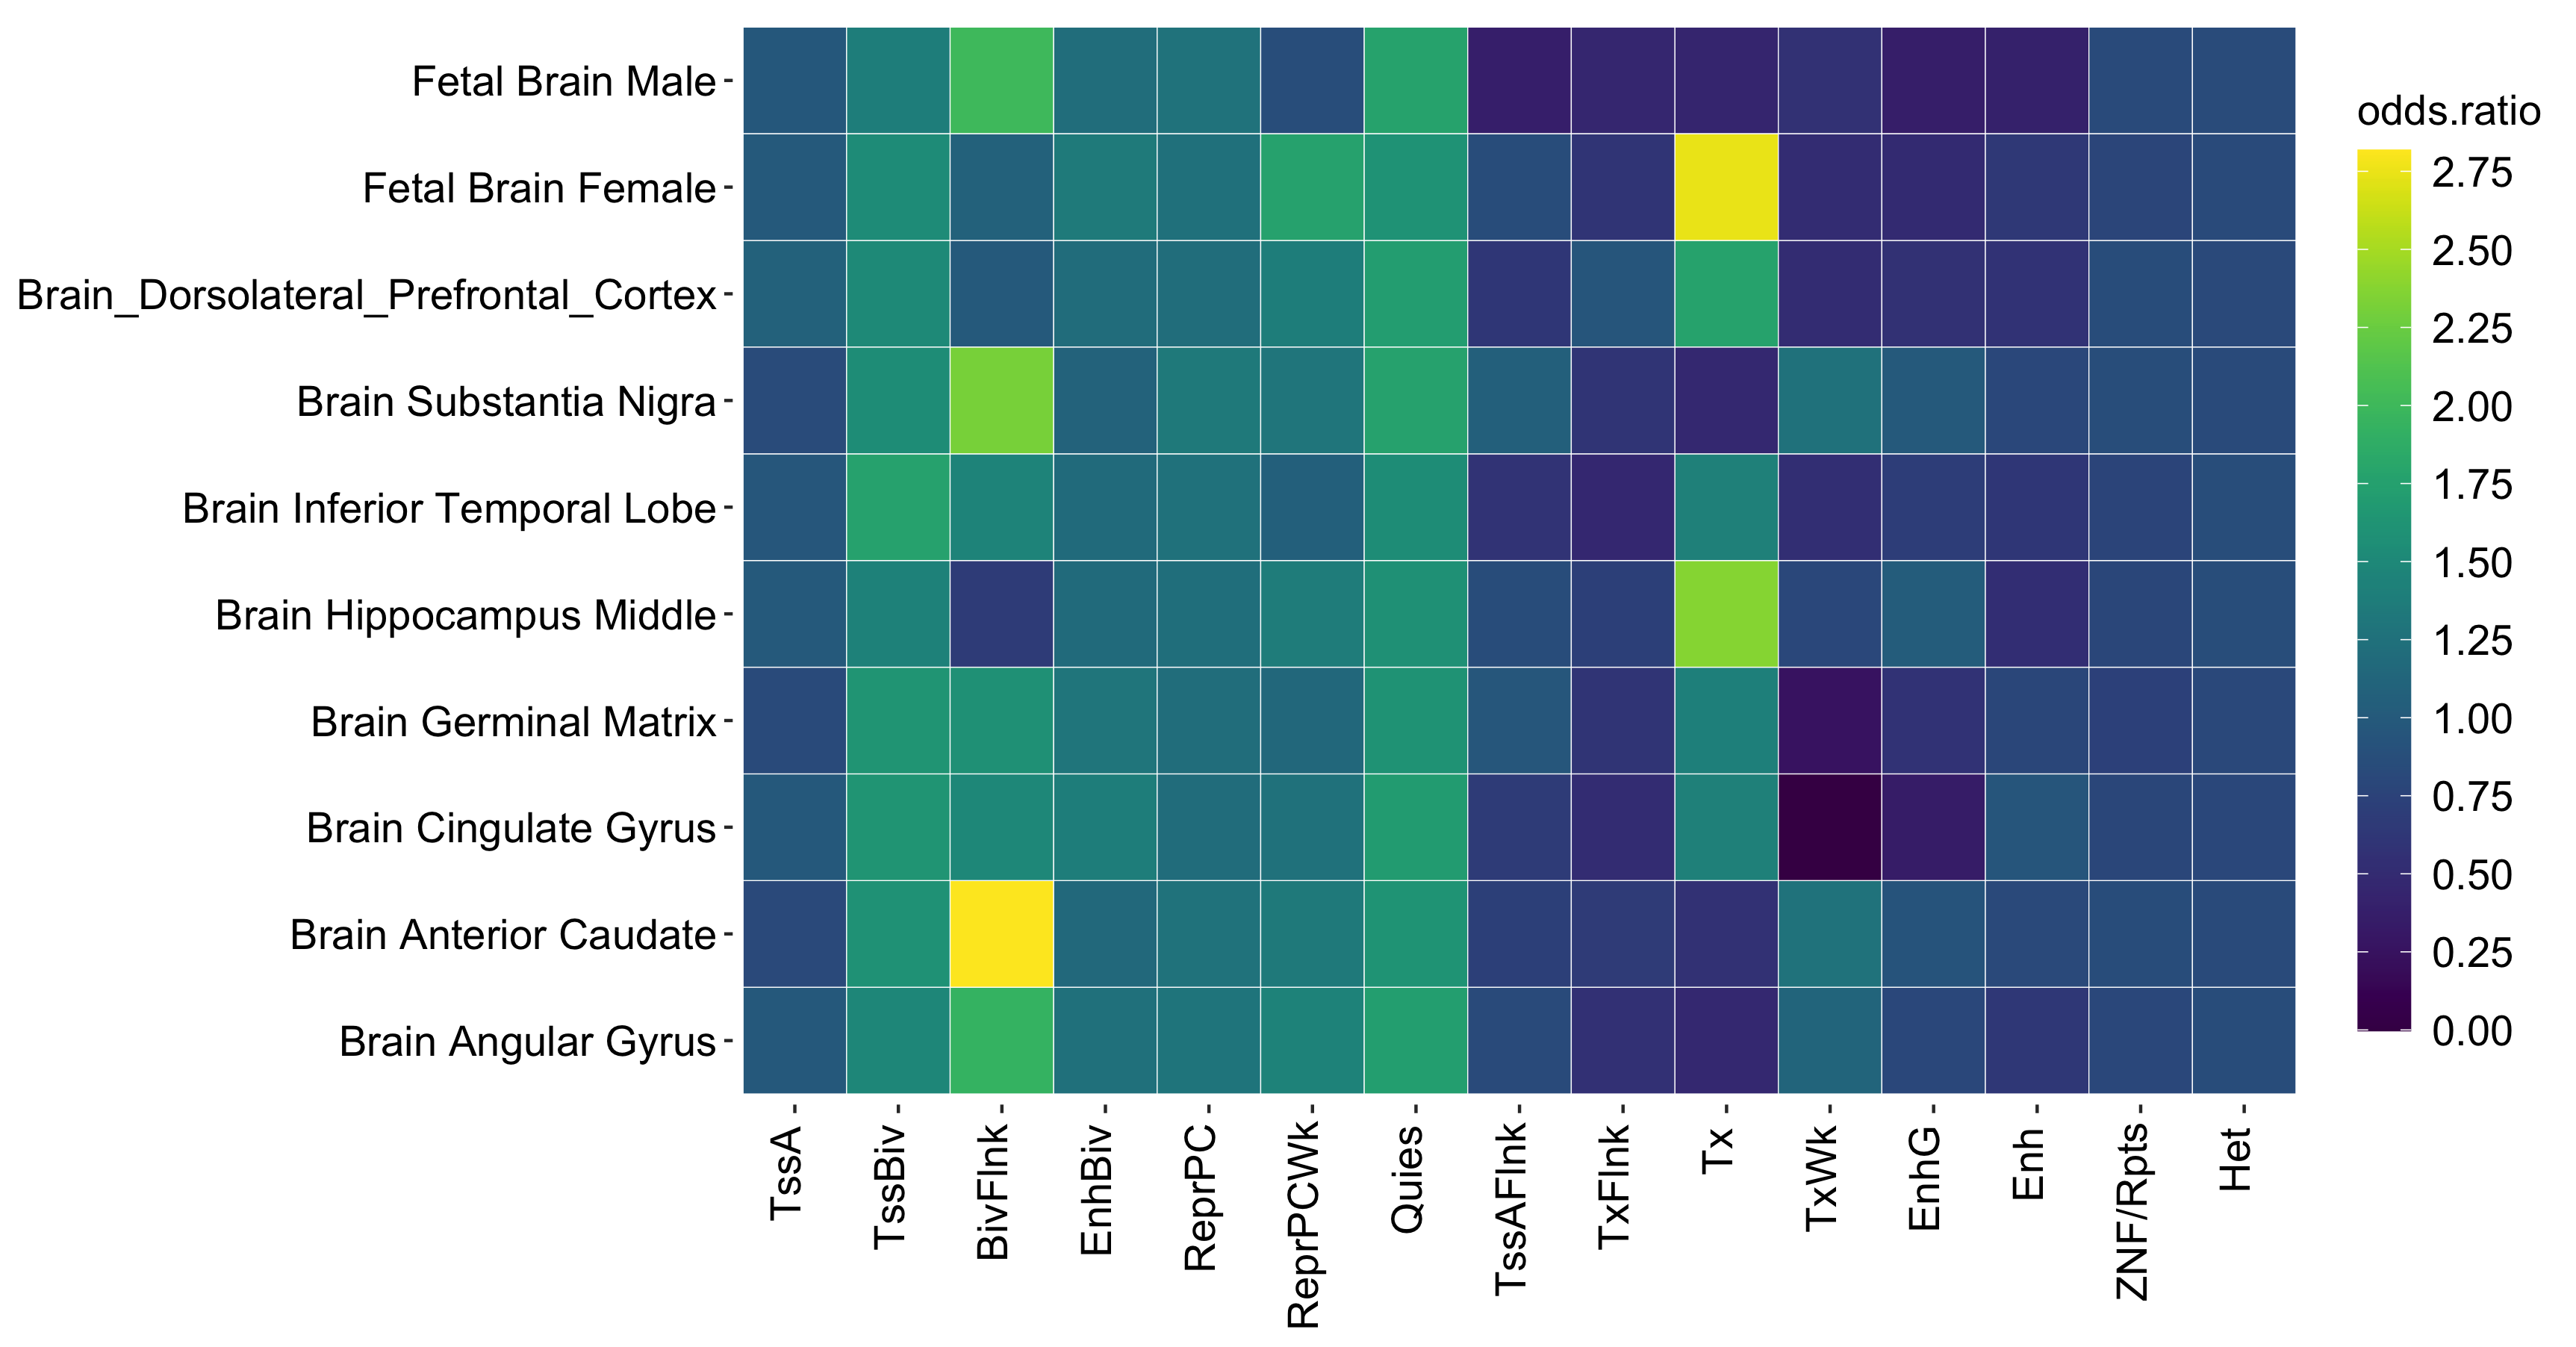 Fetal Brain Male
Fetal Brain Female
Brain_Dorsolateral_Prefrontal_Cortex
Brain Substantia Nigra
Brain Inferior Temporal Lobe
Brain Hippocampus Middle
Brain Germinal Matrix
Brain Cingulate Gyrus
Brain Anterior Caudate
Brain Angular Gyrus
TssA
TssBiv
BivFlnk
EnhBiv
ReprPC
ReprPCWk
Quies
TssAFlnk
TxFlnk
Tx
TxWk
EnhG
Enh
ZNF/Rpts
Het
odds.ratio
2.75
2.50
2.25
2.00
1.75
1.50
1.25
1.00
0.75
0.50
0.25
0.00